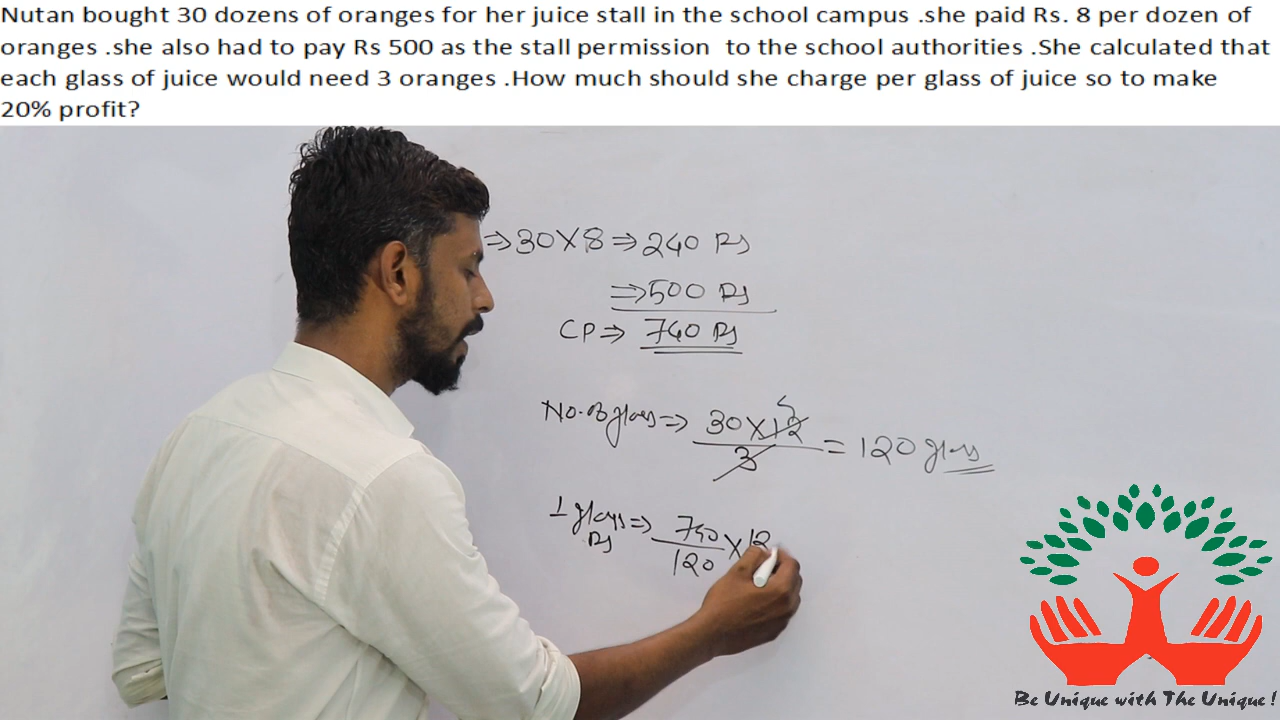 Nutan bought 30 dozens of oranges for her juice stall in the school campus .she paid Rs. 8 per dozen of
oranges .she also had to pay Rs 500 as the stall permission to the school authorities .She calculated that
each glass of juice would need 3 oranges .How much should she charge per glass of juice so to make
20% profit?
⇒30×8⇒240 Rs
⇒500 Rs
CP⇒ 740 Rs
4
No. of glass⇒ 30×12
3
= 120 glass
1 glass⇒ 740
Rs
120
×12
Be Unique with The Unique !